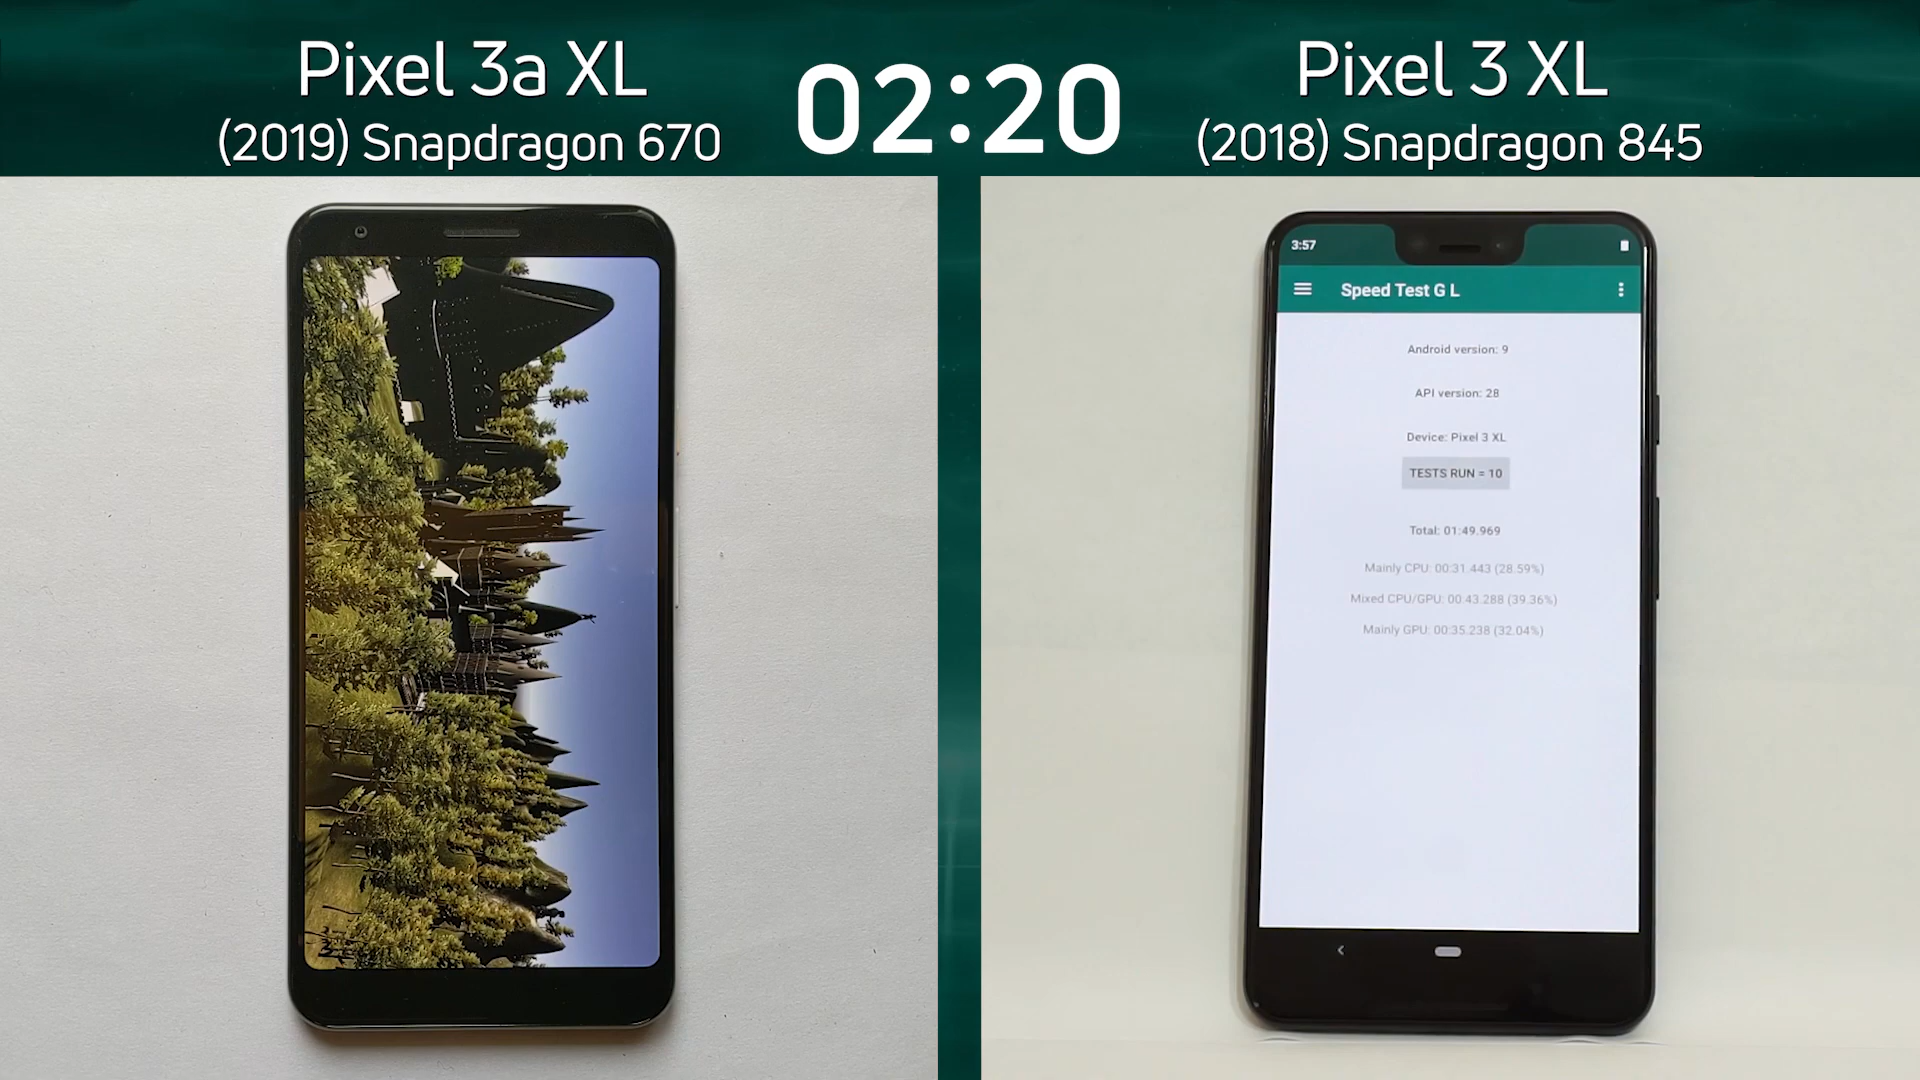 Pixel 3a XL
(2019) Snapdragon 670
02:20
Pixel 3 XL
(2018) Snapdragon 845
3:57
Speed Test G L
Android version: 9
API version: 28
Device: Pixel 3 XL
TESTS RUN = 10
Total: 01:49.969
Mainly CPU: 00:31.443 (28.59%)
Mixed CPU/GPU: 00:43.288 (39.36%)
Mainly GPU: 00:35.238 (32.04%)